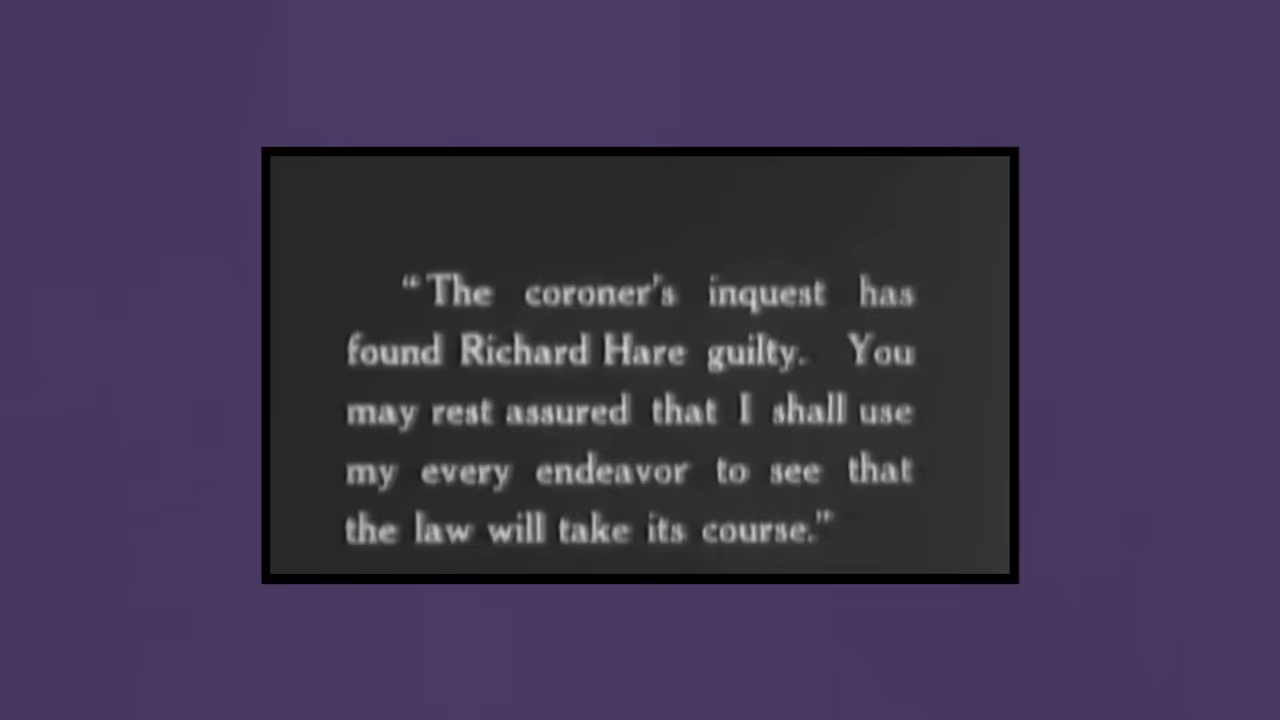 “The coroner's inquest has
found Richard Hare guilty. You
may rest assured that I shall use
my every endeavor to see that
the law will take its course.”